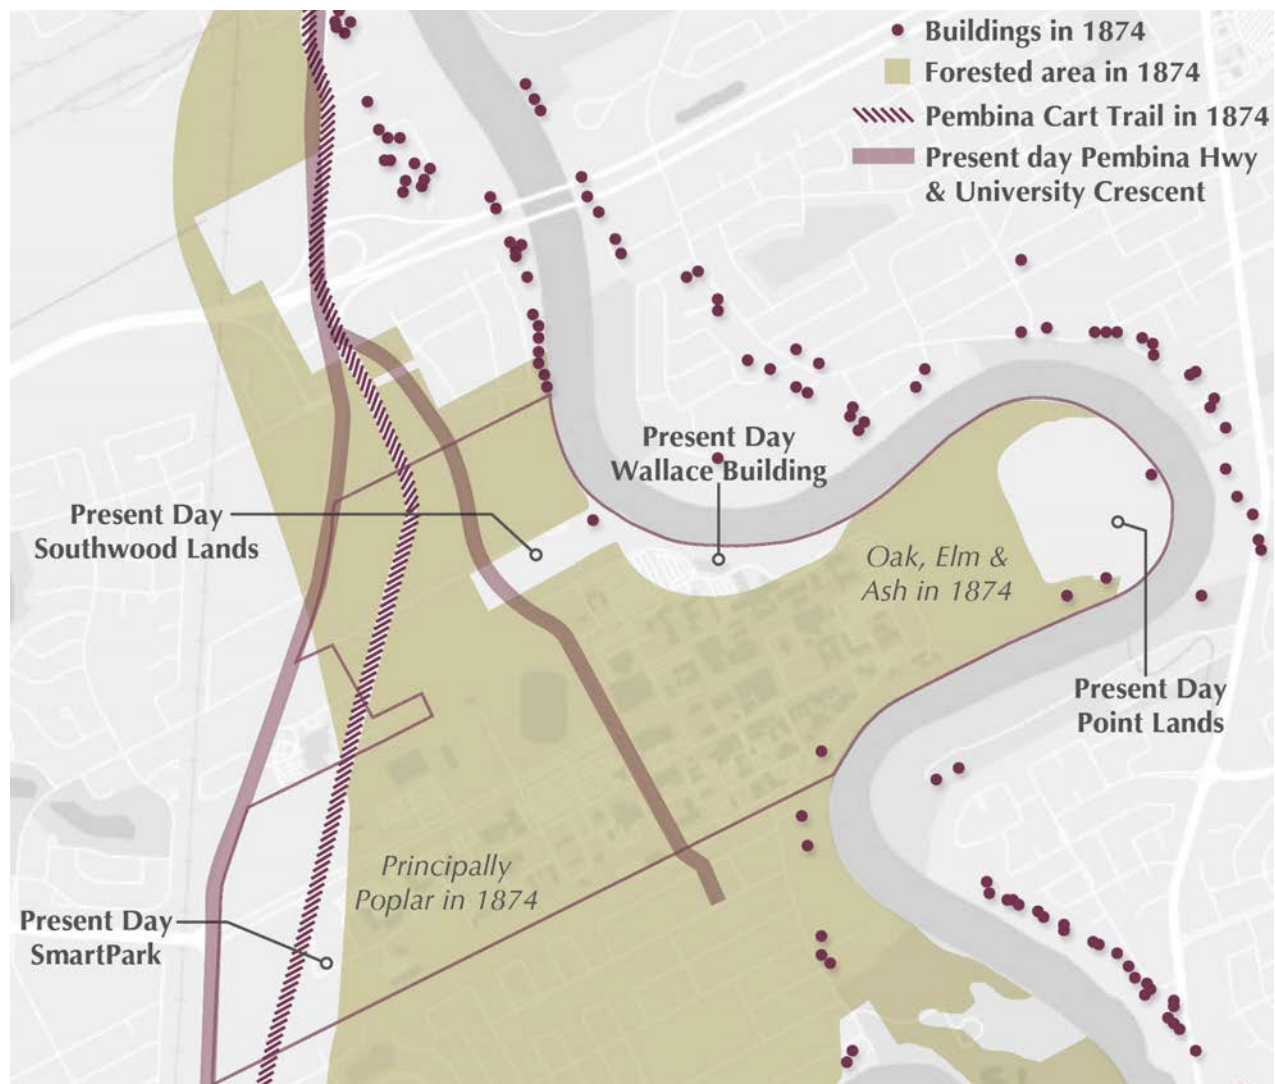 Buildings in 1874
Forested area in 1874
Pembina Cart Trail in 1874
Present day Pembina Hwy
& University Crescent
Present Day
Wallace Building
Present Day
Southwood Lands
Oak, Elm &
Ash in 1874
Present Day
Point Lands
Principally
Poplar in 1874
Present Day
SmartPark